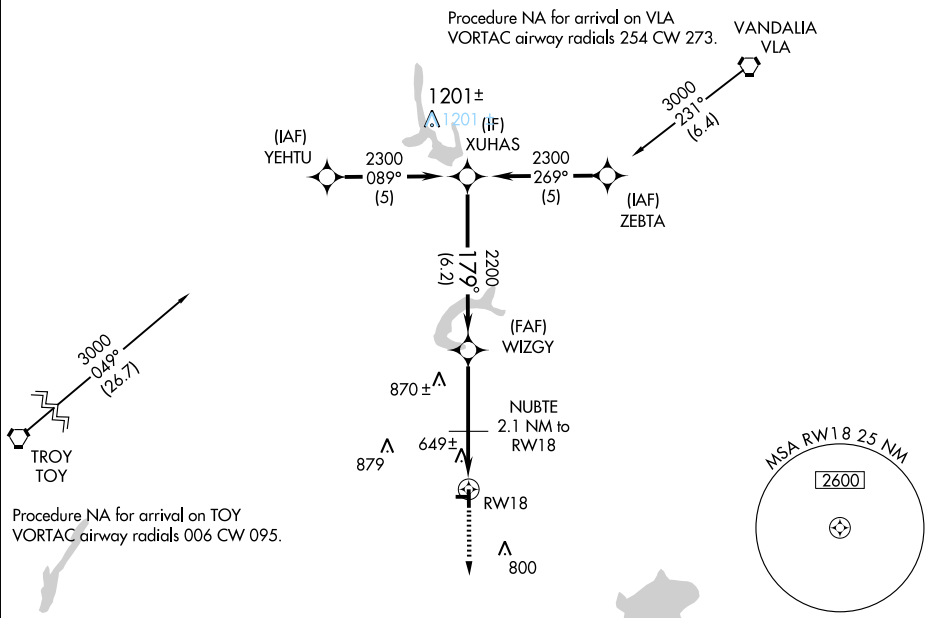 Procedure NA for arrival on VLA
VORTAC airway radials 254 CW 273.
VANDALIA
VLA
3000
231°
(6.4)
1201±
1201 ±
(IF)
XUHAS
(IAF)
YEHTU
2300
089°
(5)
2300
269°
(5)
(IAF)
ZEBTA
2200
179°
(6.2)
(FAF)
WIZGY
3000
049°
(26.7)
870±
NUBTE
2.1 NM to
RW18
649±
879
TROY
TOY
MSA RW18 25 NM
2600
RW18
Procedure NA for arrival on TOY
VORTAC airway radials 006 CW 095.
800